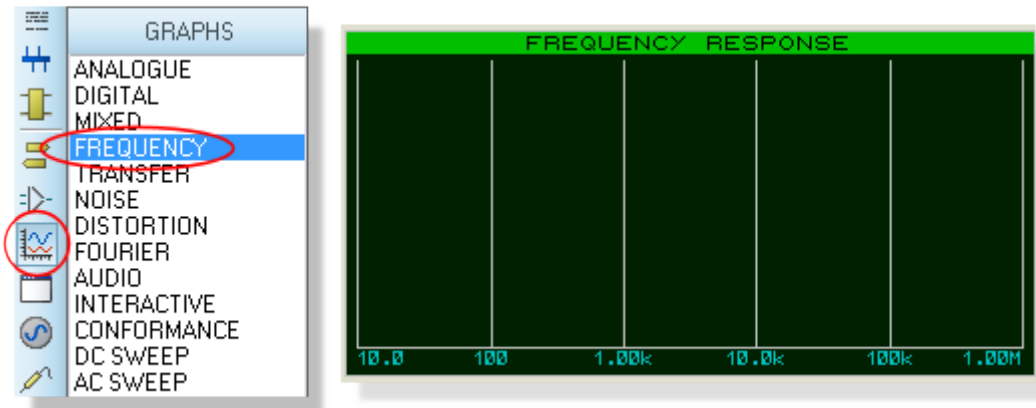 GRAPHS
ANALOGUE
DIGITAL
MIXED
FREQUENCY
TRANSFER
NOISE
DISTORTION
FOURIER
AUDIO
INTERACTIVE
CONFORMANCE
DC SWEEP
AC SWEEP
FREQUENCY RESPONSE
10.0 100 1.00k 10.0k 100k 1.00M